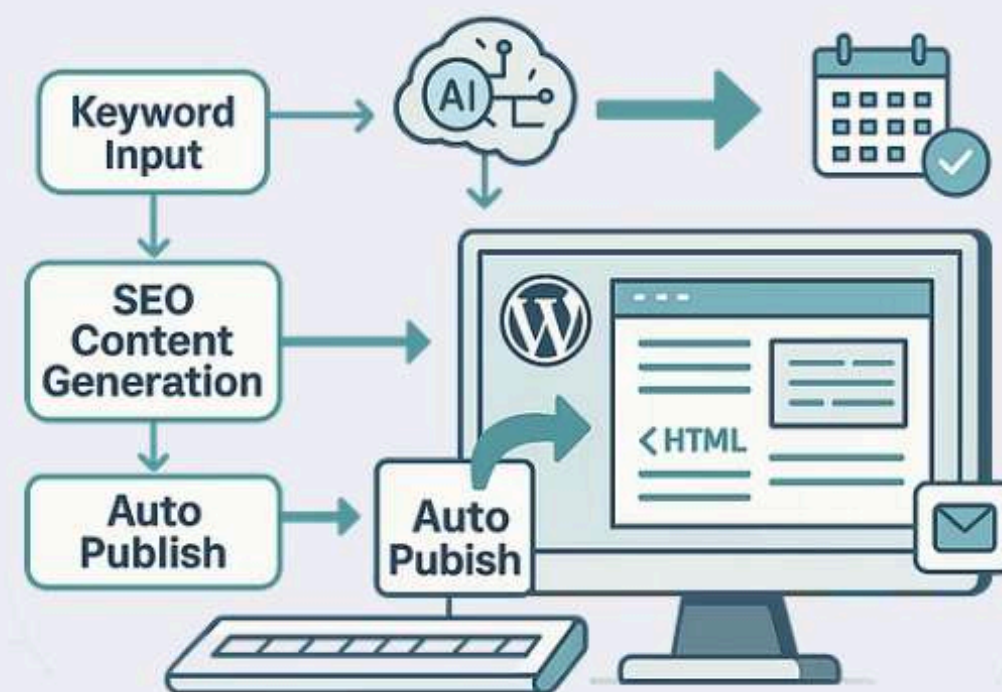 Keyword
Input
AI
SEO
Content
Generation
< HTML
Auto
Publish
Auto
Pubish